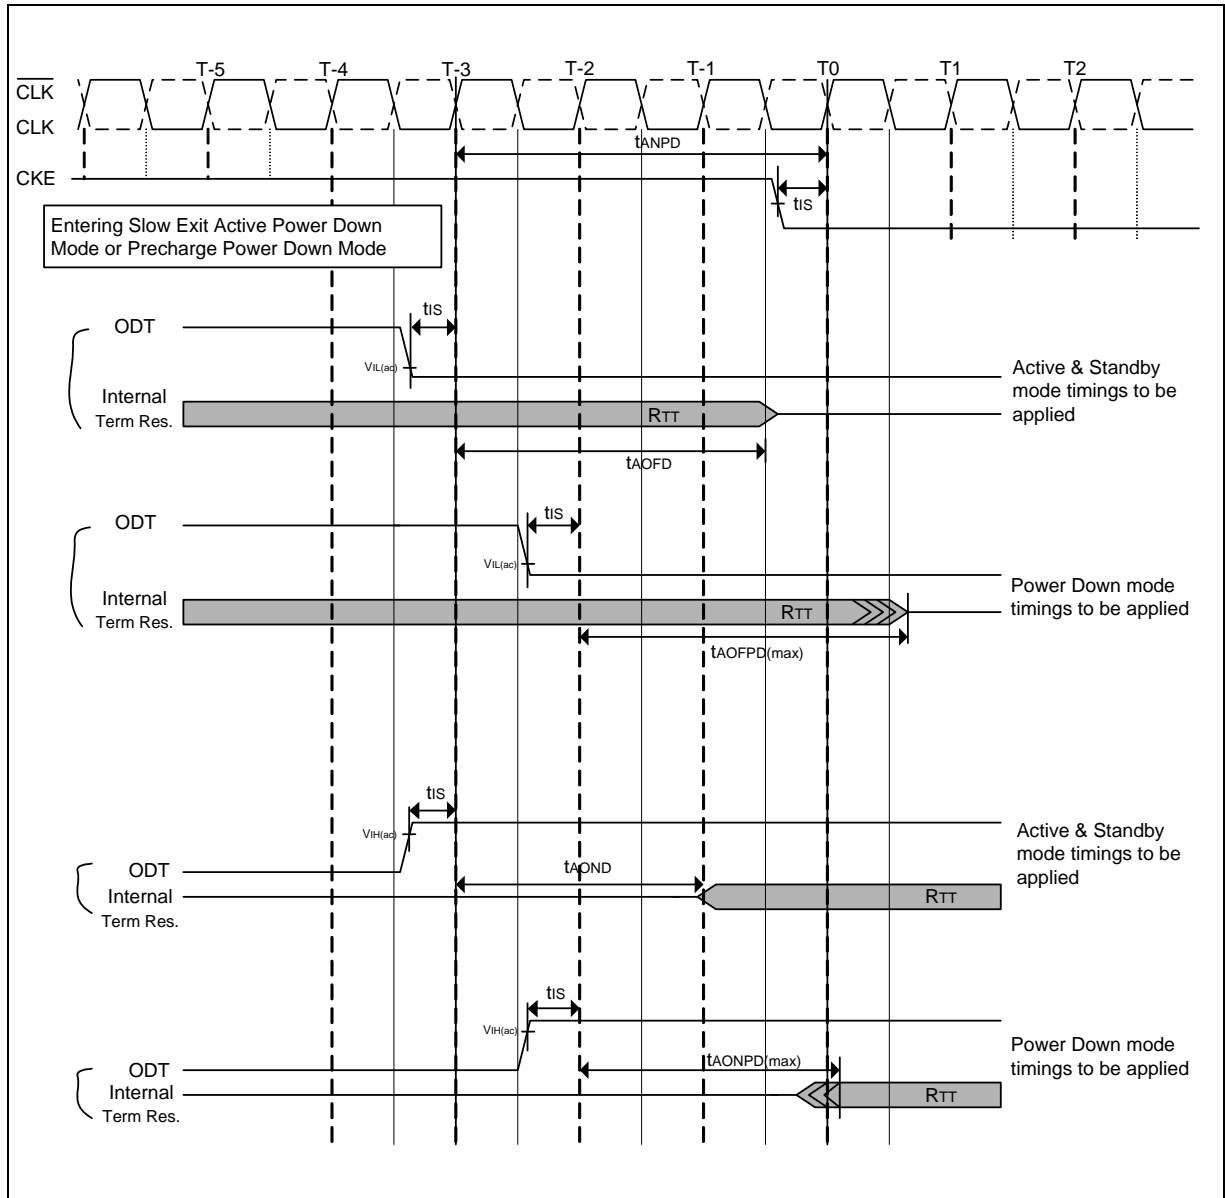 T-5 T-4 T-3 T-2 T-1 T0 T1 T2
CLK
CLK
tANPD
CKE
tIS
Entering Slow Exit Active Power Down
Mode or Precharge Power Down Mode
tIS
ODT
VIL(ac)
Active & Standby
mode timings to be
applied
Internal
Term Res.
RTT
tAOFD
tIS
ODT
VIL(ac)
Power Down mode
timings to be applied
Internal
Term Res.
RTT
tAOFPD(max)
tIS
VIH(ac)
Active & Standby
mode timings to be
applied
ODT
tAOND
Internal
Term Res.
RTT
tIS
VIH(ac)
Power Down mode
timings to be applied
ODT
tAONPD(max)
Internal
Term Res.
RTT